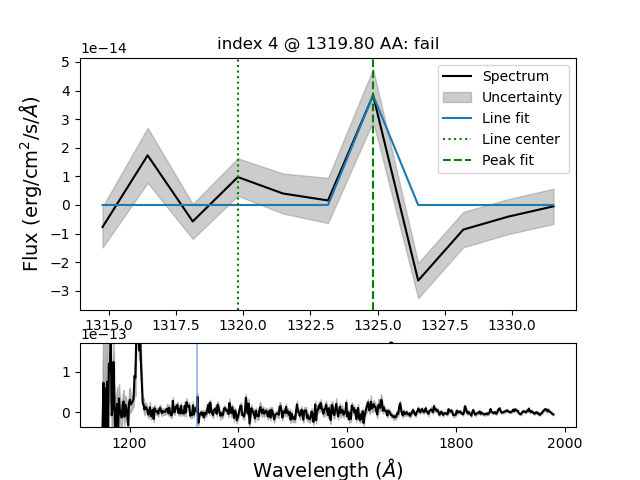 index 4 @ 1319.80 AA: fail
1e−14
5
4
3
2
1
0
−1
−2
−3
Flux (erg/cm²/s/Å)
Spectrum
Uncertainty
Line fit
Line center
Peak fit
1315.0 1317.5 1320.0 1322.5 1325.0 1327.5 1330.0
1e−13
1
0
1200 1400 1600 1800 2000
Wavelength (Å)